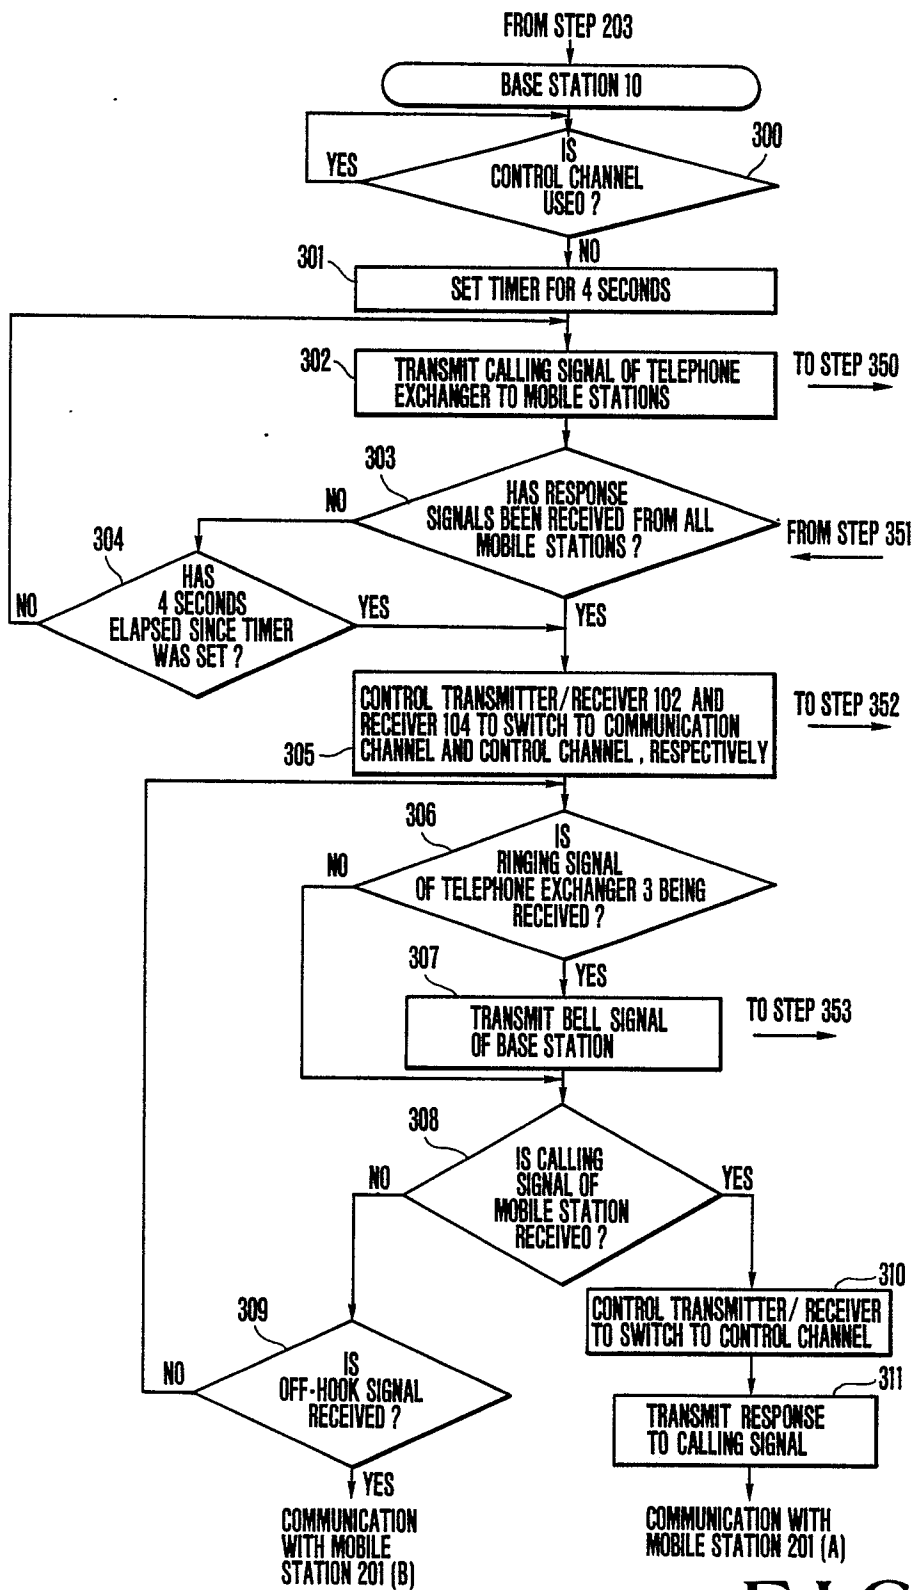 FROM STEP 203
BASE STATION 10
300
IS
CONTROL CHANNEL
USED ?
YES
NO
301
SET TIMER FOR 4 SECONDS
302
TRANSMIT CALLING SIGNAL OF TELEPHONE
EXCHANGER TO MOBILE STATIONS
TO STEP 350
303
HAS RESPONSE
SIGNALS BEEN RECEIVED FROM ALL
MOBILE STATIONS ?
NO
FROM STEP 351
304
HAS
4 SECONDS
ELAPSED SINCE TIMER
WAS SET ?
NO
YES
YES
CONTROL TRANSMITTER/RECEIVER 102 AND
RECEIVER 104 TO SWITCH TO COMMUNICATION
CHANNEL AND CONTROL CHANNEL , RESPECTIVELY
305
TO STEP 352
306
IS
RINGING SIGNAL
OF TELEPHONE EXCHANGER 3 BEING
RECEIVED ?
NO
YES
307
TRANSMIT BELL SIGNAL
OF BASE STATION
TO STEP 353
308
IS CALLING
SIGNAL OF
MOBILE STATION
RECEIVED ?
NO
YES
310
CONTROL TRANSMITTER/ RECEIVER
TO SWITCH TO CONTROL CHANNEL
309
IS
OFF-HOOK SIGNAL
RECEIVED ?
NO
YES
311
TRANSMIT RESPONSE
TO CALLING SIGNAL
COMMUNICATION
WITH MOBILE
STATION 201 (B)
COMMUNICATION WITH
MOBILE STATION 201 (A)